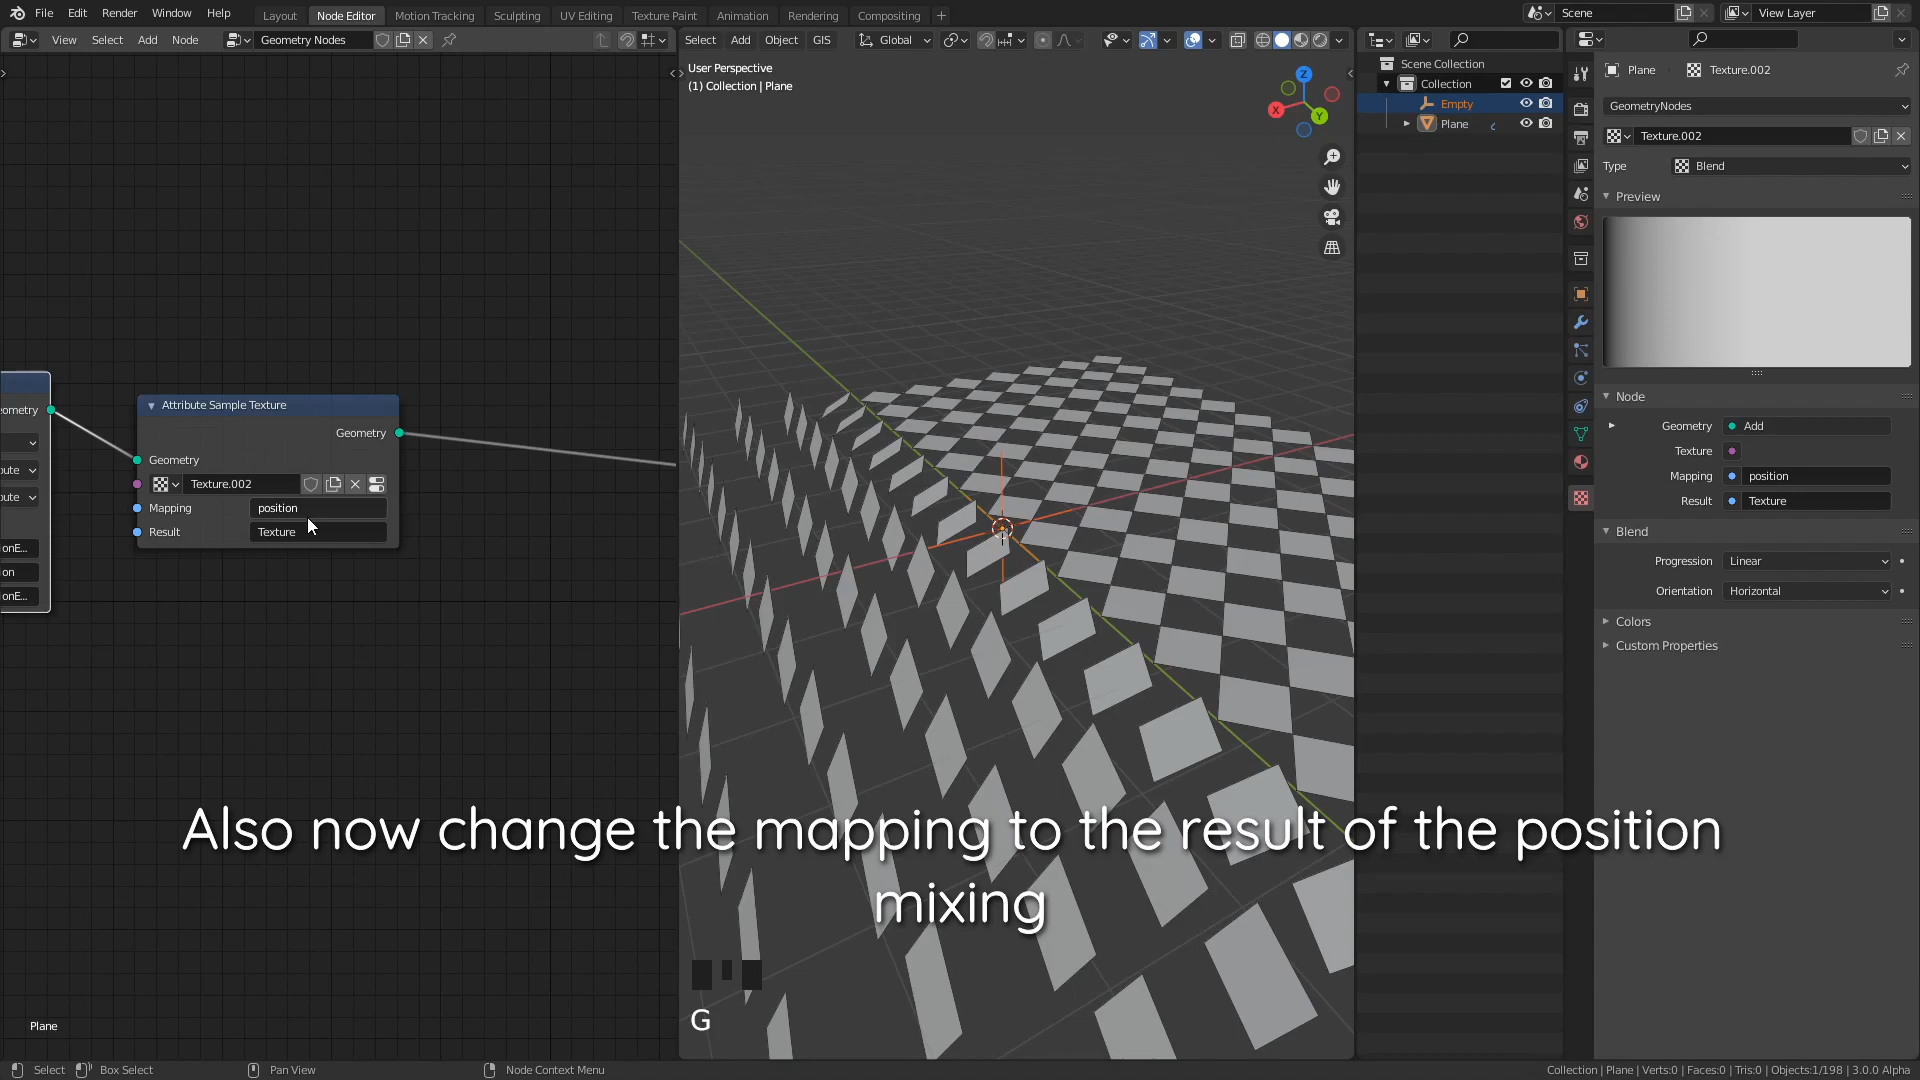 File Edit Render Window Help Layout Node Editor Motion Tracking Sculpting UV Editing Texture Paint Animation Rendering Compositing Scene View Layer
View Select Add Node Geometry Nodes
Select Add Object GIS Global
User Perspective
(1) Collection | Plane
Z
X
Y
Scene Collection
Collection
Empty
Plane
Plane Texture.002
GeometryNodes
Texture.002
Type Blend
Preview
Node
Geometry Add
Texture
Mapping position
Result Texture
Blend
Progression Linear
Orientation Horizontal
Colors
Custom Properties
Attribute Sample Texture
Geometry
Geometry
Texture.002
Mapping position
Result Texture
Also now change the mapping to the result of the position
mixing
G
Plane
Select Box Select Pan View Node Context Menu Collection | Plane | Verts:0 | Faces:0 | Tris:0 | Objects:1/198 | 3.0.0 Alpha